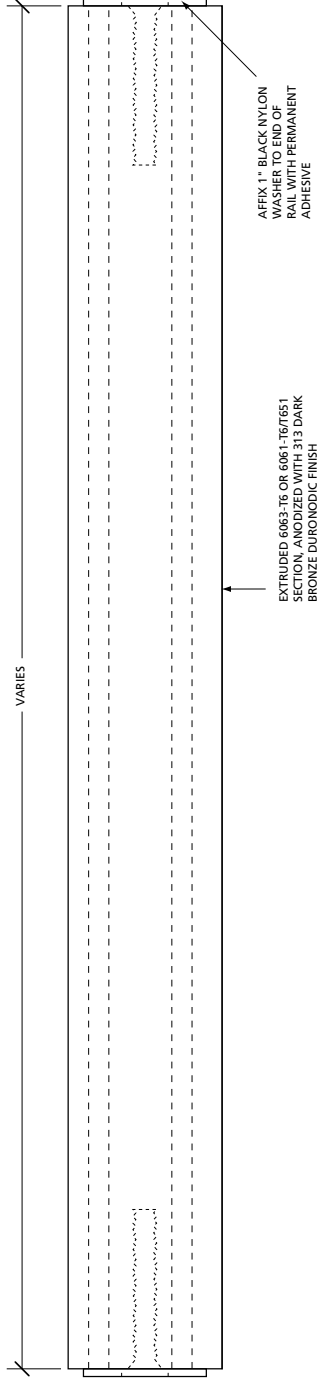 VARIES
EXTRUDED 6063-T6 OR 6061-T6/T651
SECTION, ANODIZED WITH 313 DARK
BRONZE DURONODIC FINISH
AFFIX 1" BLACK NYLON
WASHER TO END OF
RAIL WITH PERMANENT
ADHESIVE